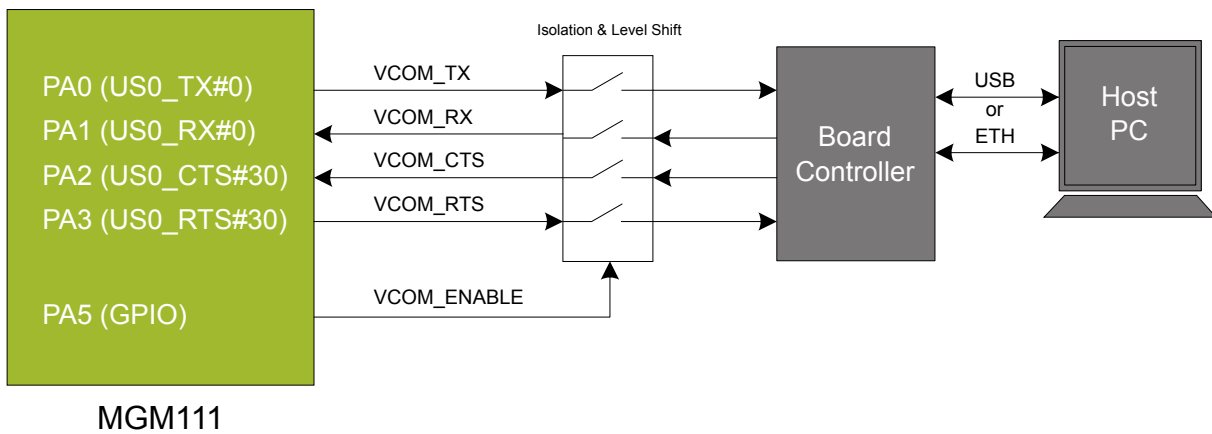 Isolation & Level Shift
PA0 (US0_TX#0)
PA1 (US0_RX#0)
PA2 (US0_CTS#30)
PA3 (US0_RTS#30)
PA5 (GPIO)
MGM111
VCOM_TX
VCOM_RX
VCOM_CTS
VCOM_RTS
VCOM_ENABLE
Board
Controller
USB
or
ETH
Host
PC